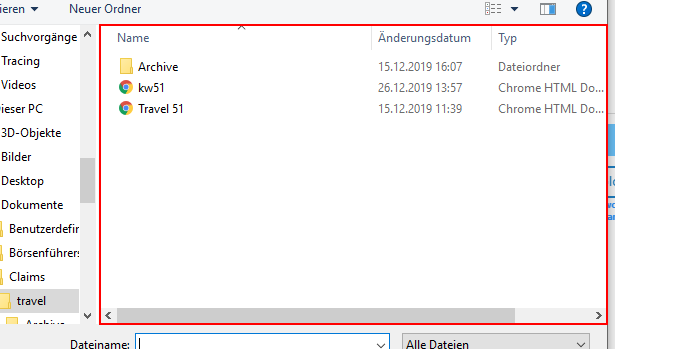 ieren Neuer Ordner
Name Änderungsdatum Typ
Suchvorgänge
Tracing
Videos
ieser PC
3D-Objekte
Bilder
Desktop
Dokumente
Benutzerdefin
Börsenführers
Claims
travel
Archive
Archive 15.12.2019 16:07 Dateiordner
kw51 26.12.2019 13:57 Chrome HTML Do...
Travel 51 15.12.2019 11:39 Chrome HTML Do...
Dateiname: Alle Dateien